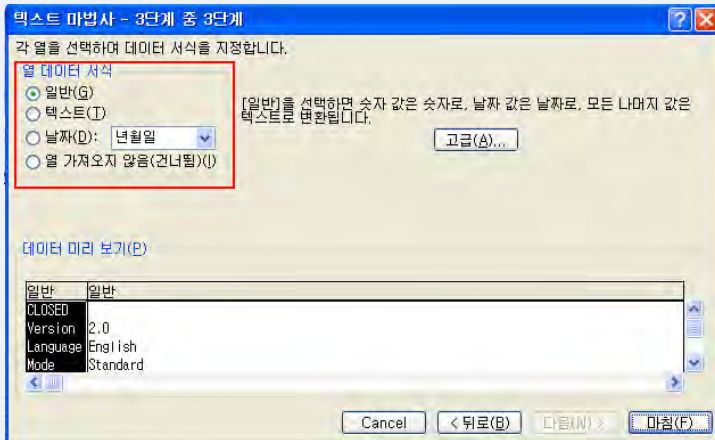 텍스트 마법사 - 3단계 중 3단계
각 열을 선택하여 데이터 서식을 지정합니다.
열 데이터 서식
일반(G)
텍스트(T)
날짜(D): 년월일
열 가져오지 않음(건너뜀)(I)
[일반]을 선택하면 숫자 값은 숫자로, 날짜 값은 날짜로, 모든 나머지 값은
텍스트로 변환됩니다.
고급(A)...
데이터 미리 보기(P)
일반 일반
CLOSED
Version 2.0
Language English
Mode Standard
Cancel < 뒤로(B) 다음(N) > 마침(F)